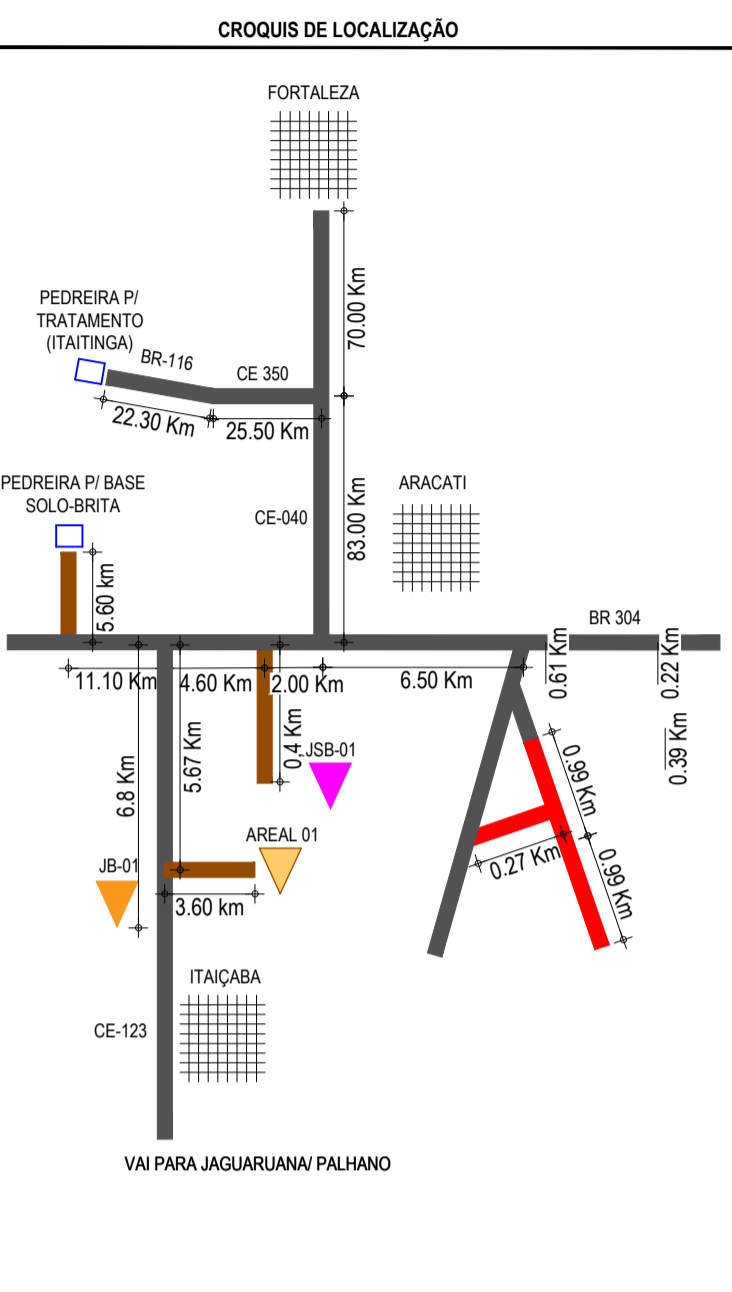 CROQUIS DE LOCALIZAÇÃO
FORTALEZA
70.00 Km
PEDREIRA P/
TRATAMENTO
(ITAITINGA)
BR-116
CE 350
22.30 Km
25.50 Km
PEDREIRA P/ BASE
SOLO-BRITA
ARACATI
CE-040
83.00 Km
5.60 km
BR 304
11.10 Km
4.60 Km
2.00 Km
6.50 Km
0.61 Km
0.22 Km
0.39 Km
6.8 Km
5.67 Km
0.4 Km
JSB-01
0.99 Km
AREAL 01
JB-01
0.27 Km
0.99 Km
3.60 km
ITAIÇABA
CE-123
VAI PARA JAGUARUANA/ PALHANO